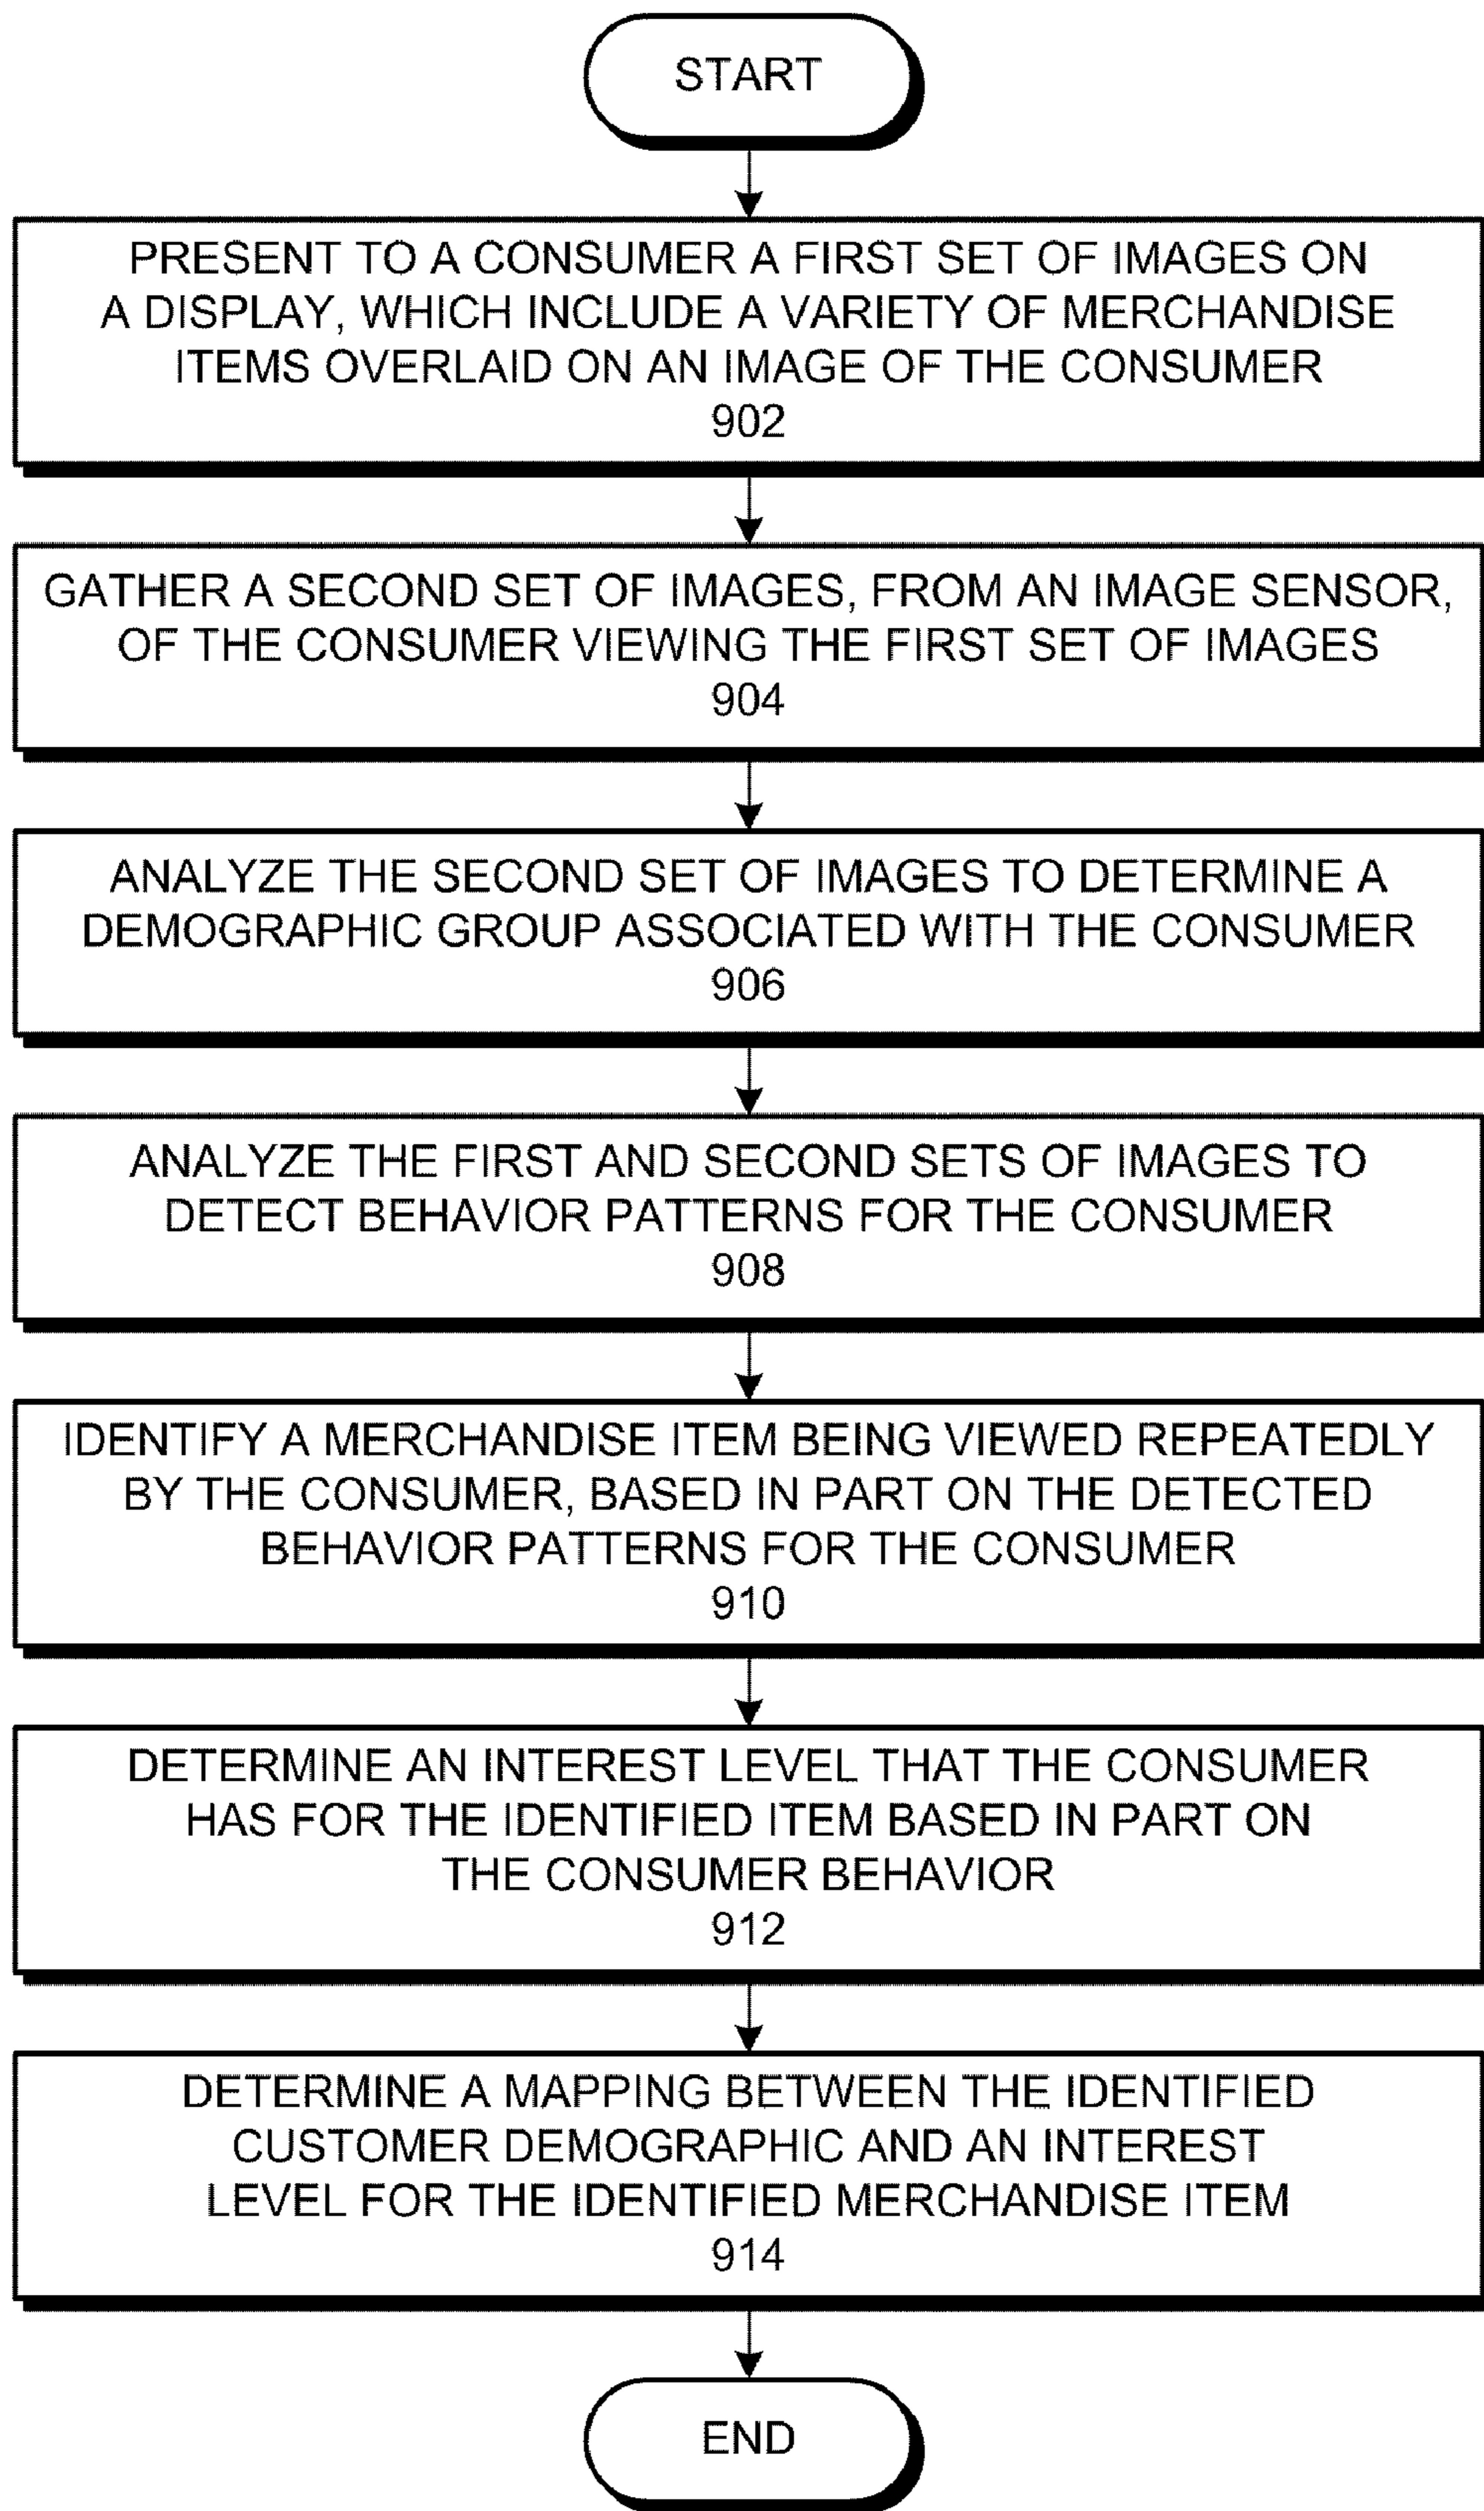 START
PRESENT TO A CONSUMER A FIRST SET OF IMAGES ON
A DISPLAY, WHICH INCLUDE A VARIETY OF MERCHANDISE
ITEMS OVERLAID ON AN IMAGE OF THE CONSUMER
902
GATHER A SECOND SET OF IMAGES, FROM AN IMAGE SENSOR,
OF THE CONSUMER VIEWING THE FIRST SET OF IMAGES
904
ANALYZE THE SECOND SET OF IMAGES TO DETERMINE A
DEMOGRAPHIC GROUP ASSOCIATED WITH THE CONSUMER
906
ANALYZE THE FIRST AND SECOND SETS OF IMAGES TO
DETECT BEHAVIOR PATTERNS FOR THE CONSUMER
908
IDENTIFY A MERCHANDISE ITEM BEING VIEWED REPEATEDLY
BY THE CONSUMER, BASED IN PART ON THE DETECTED
BEHAVIOR PATTERNS FOR THE CONSUMER
910
DETERMINE AN INTEREST LEVEL THAT THE CONSUMER
HAS FOR THE IDENTIFIED ITEM BASED IN PART ON
THE CONSUMER BEHAVIOR
912
DETERMINE A MAPPING BETWEEN THE IDENTIFIED
CUSTOMER DEMOGRAPHIC AND AN INTEREST
LEVEL FOR THE IDENTIFIED MERCHANDISE ITEM
914
END